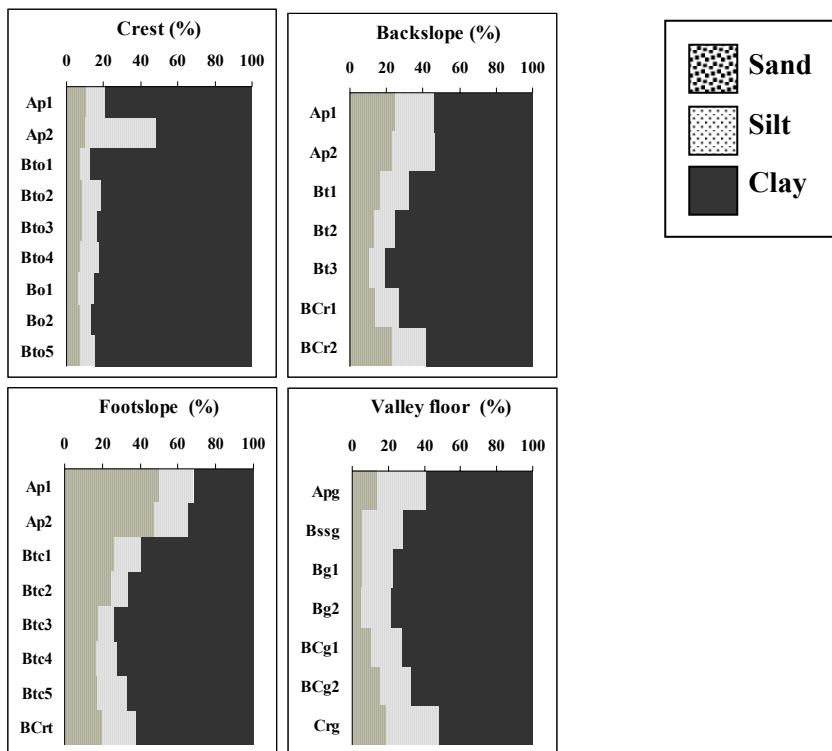 Crest (%)
0 20 40 60 80 100
Ap1
Ap2
Bto1
Bto2
Bto3
Bto4
Bo1
Bo2
Bto5
Backslope (%)
0 20 40 60 80 100
Ap1
Ap2
Bt1
Bt2
Bt3
BCr1
BCr2
Sand
Silt
Clay
Footslope (%)
0 20 40 60 80 100
Ap1
Ap2
Btc1
Btc2
Btc3
Btc4
Btc5
BCrt
Valley floor (%)
0 20 40 60 80 100
Apg
Bssg
Bg1
Bg2
BCg1
BCg2
Crg